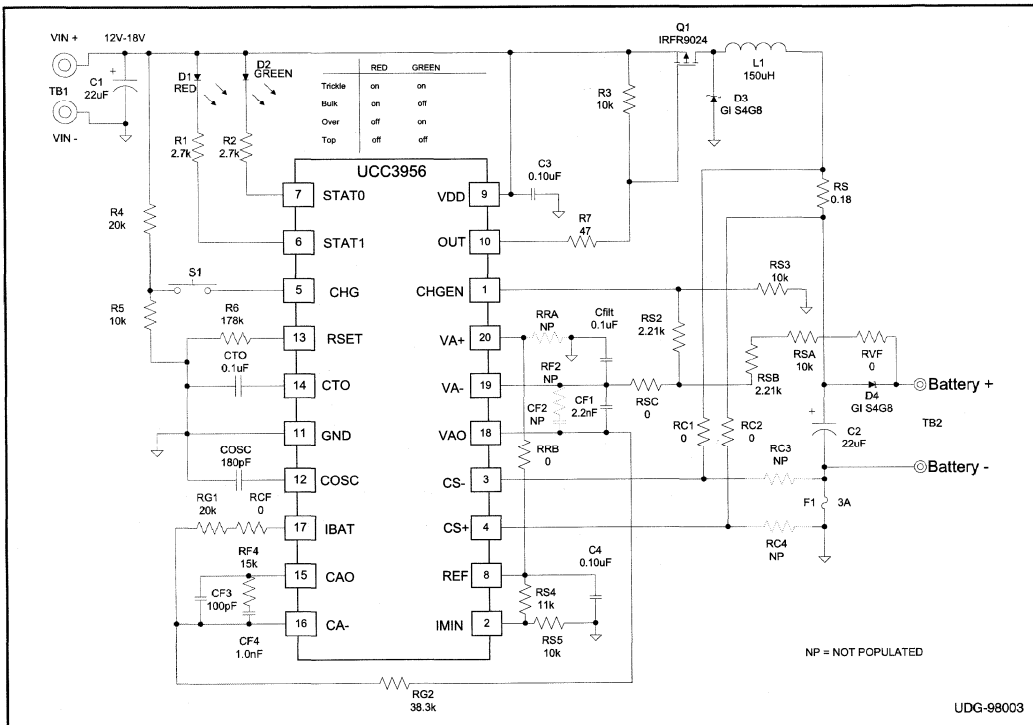 VIN +
12V-18V
Q1
IRFR9024
L1
150uH
C1
22uF
+
TB1
VIN -
D1
RED
D2
GREEN
RED GREEN
Trickle on on
Bulk on off
Over off on
Top off off
R3
10k
D3
GI S4G8
R1
2.7k
R2
2.7k
UCC3956
C3
0.10uF
RS
0.18
7 STAT0
VDD 9
R4
20k
R7
47
6 STAT1
OUT 10
S1
RS3
10k
5 CHG
CHGEN 1
R5
10k
R6
178k
RRA
NP
Cfilt
0.1uF
RS2
2.21k
13 RSET
VA+ 20
RSA
10k
RVF
0
CTO
0.1uF
RF2
NP
RSB
2.21k
14 CTO
VA- 19
Battery +
CF2
NP
CF1
2.2nF
RSC
0
D4
GI S4G8
TB2
11 GND
VAO 18
RC1
0
RC2
0
+
C2
22uF
COSC
180pF
RRB
0
RC3
NP
Battery -
12 COSC
CS- 3
RG1
20k
RCF
0
F1 3A
17 IBAT
CS+ 4
RC4
NP
RF4
15k
C4
0.10uF
15 CAO
REF 8
CF3
100pF
RS4
11k
16 CA-
IMIN 2
CF4
1.0nF
RS5
10k
NP = NOT POPULATED
RG2
38.3k
UDG-98003